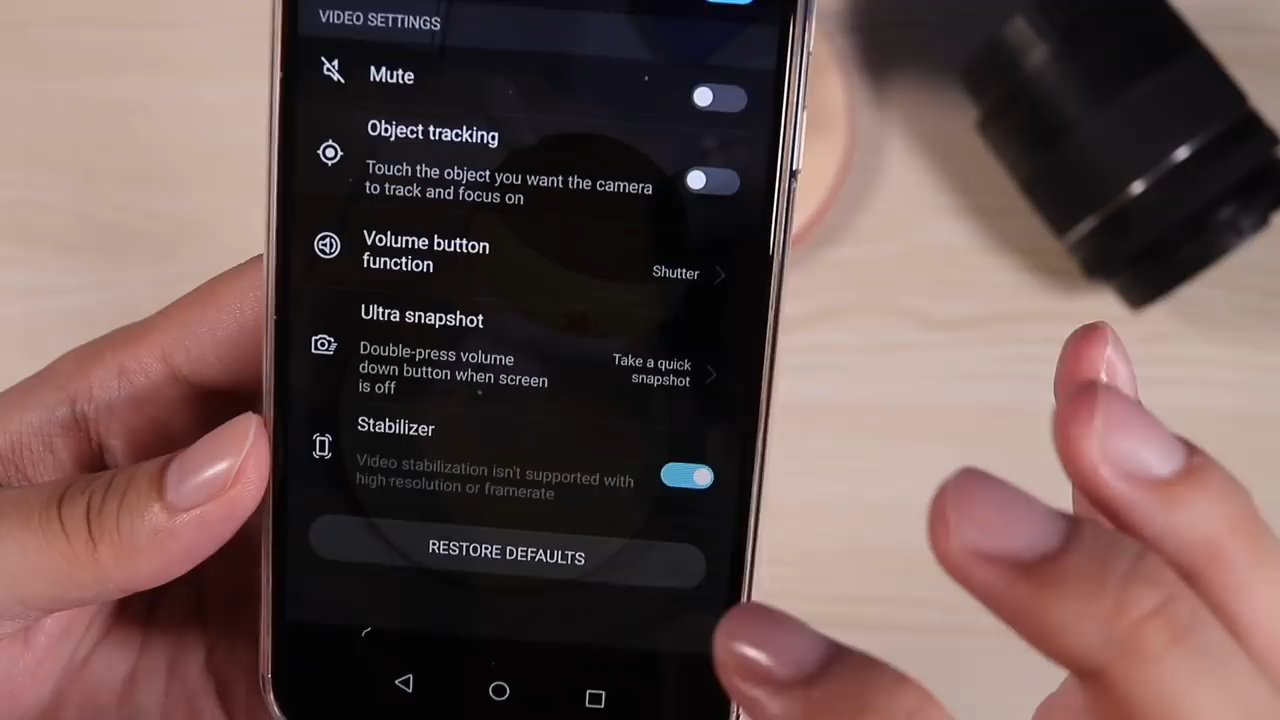 VIDEO SETTINGS
Mute
Object tracking
Touch the object you want the camera
to track and focus on
Volume button
function
Shutter
Ultra snapshot
Double-press volume
down button when screen
is off
Take a quick
snapshot
Stabilizer
Video stabilization isn't supported with
high resolution or framerate
RESTORE DEFAULTS